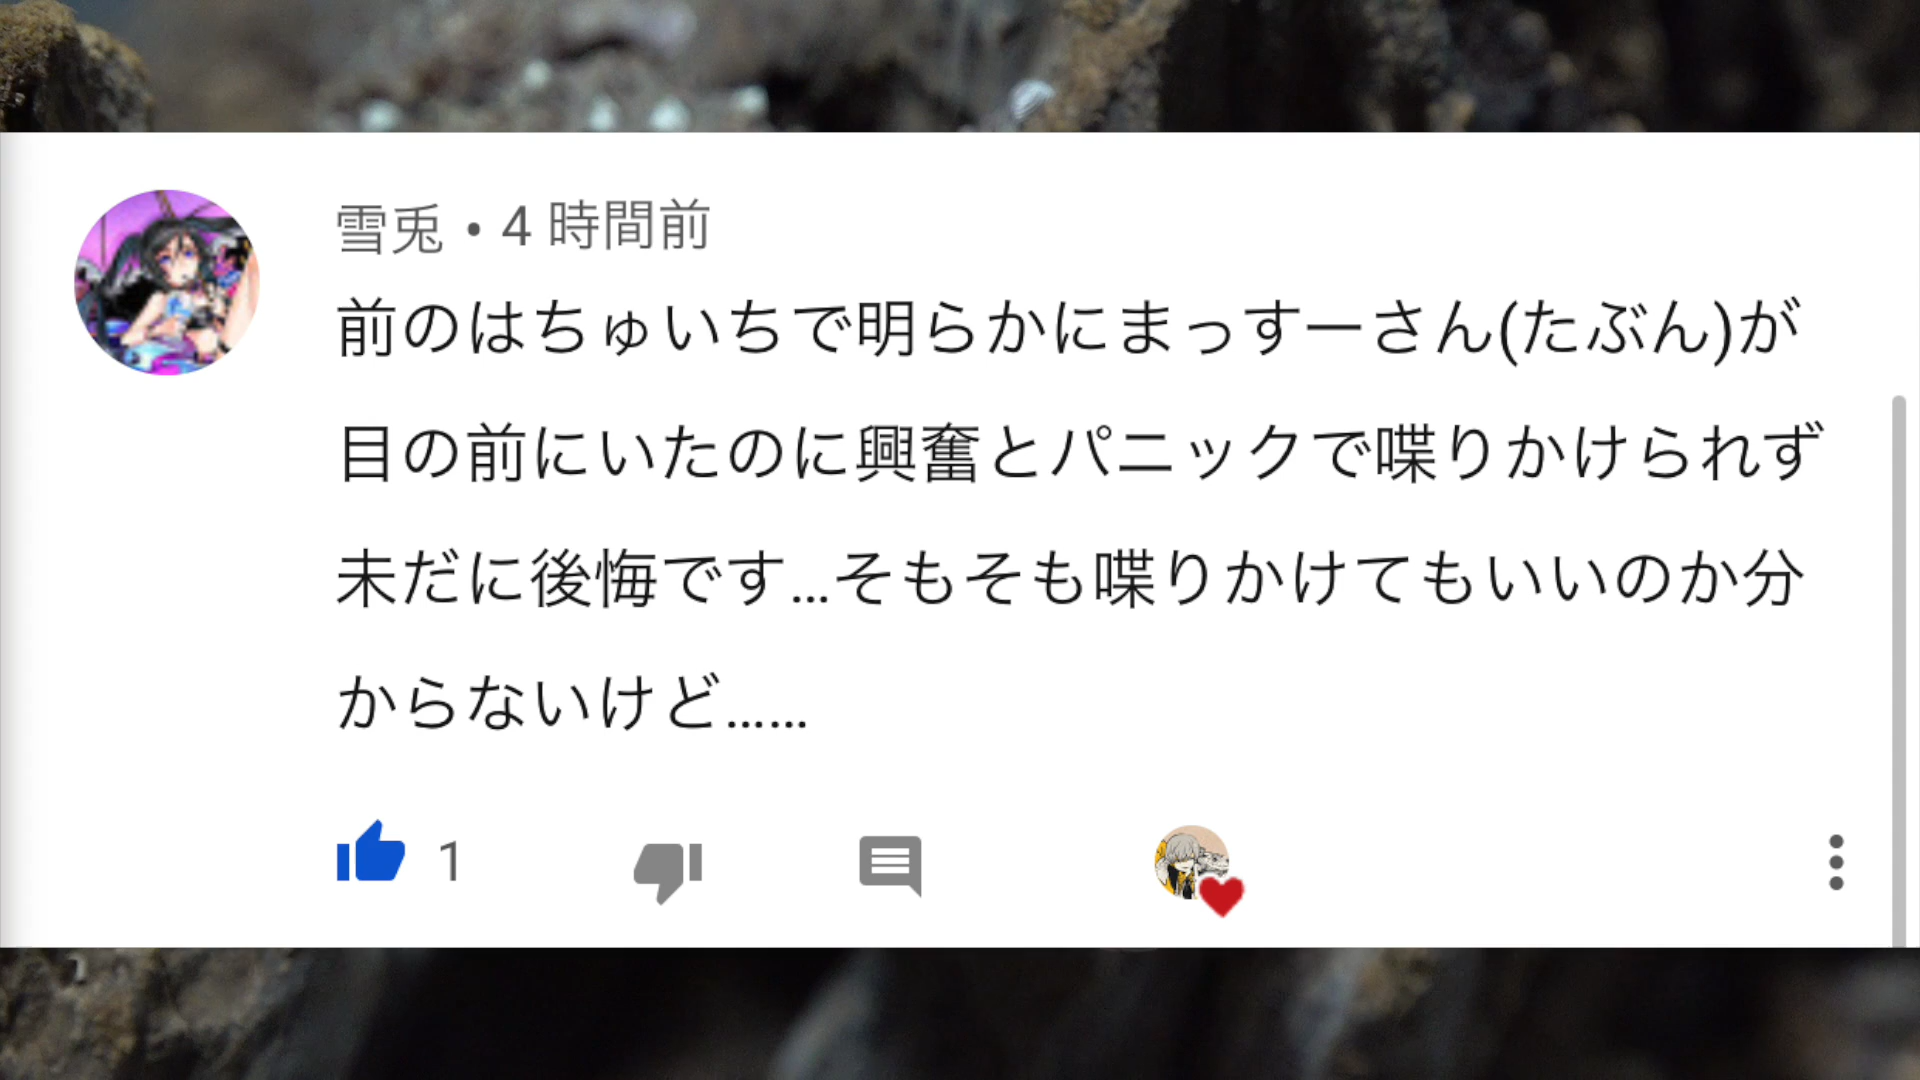 雪兎 • 4 時間前
前のはちゅいちで明らかにまっすーさん(たぶん)が
目の前にいたのに興奮とパニックで喋りかけられず
未だに後悔です...そもそも喋りかけてもいいのか分
からないけど......
1